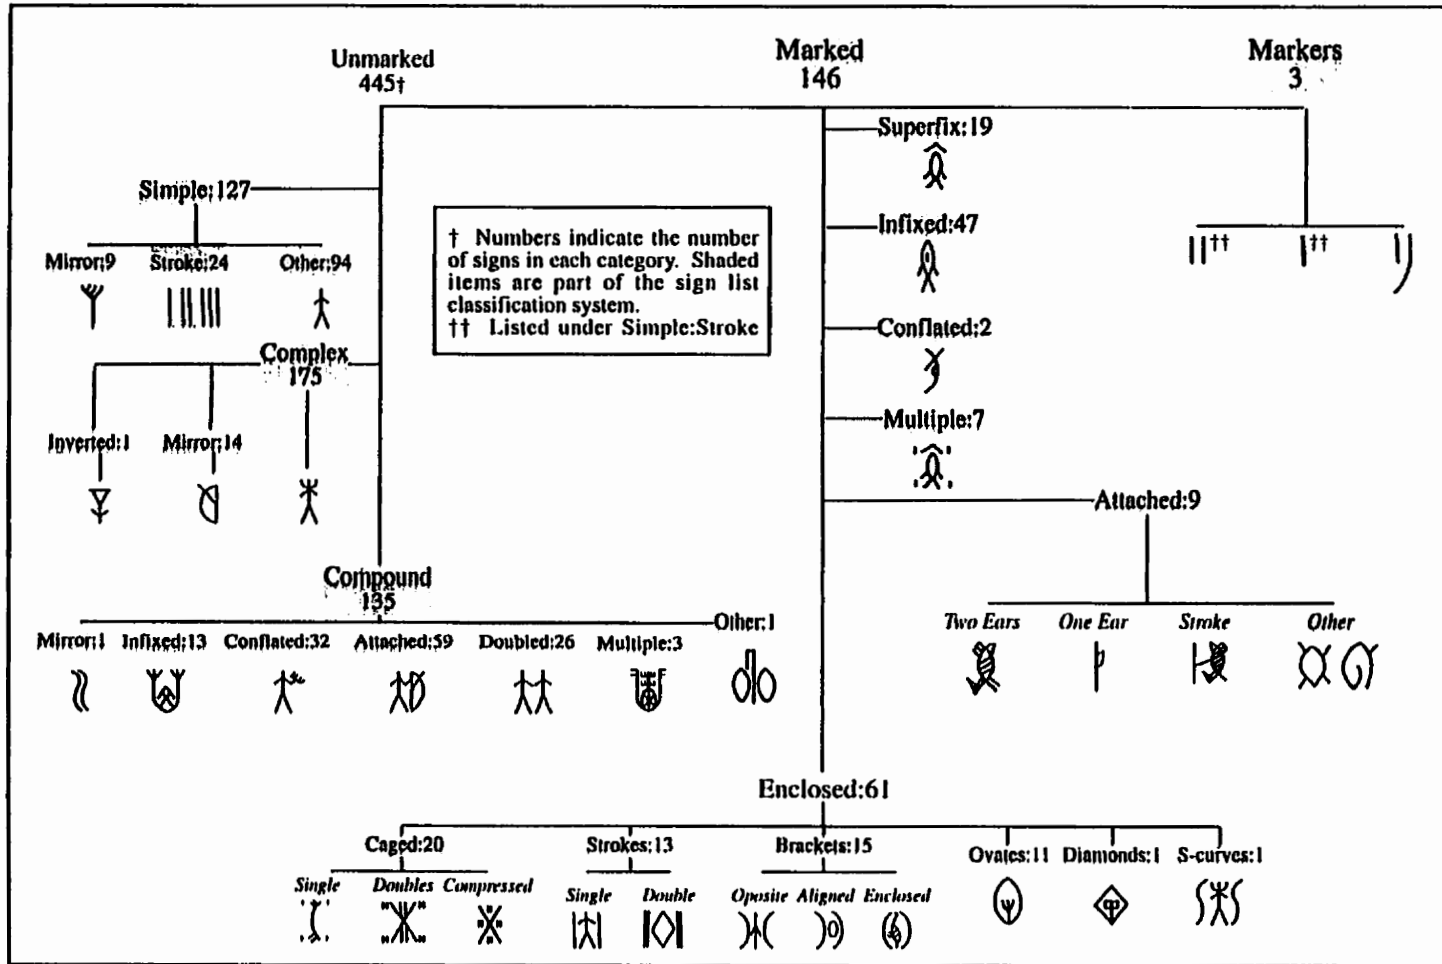 Unmarked
445†
Marked
146
Markers
3
Superfix:19
Simple:127
† Numbers indicate the number
of signs in each category. Shaded
items are part of the sign list
classification system.
†† Listed under Simple:Stroke
Infixed:47
††
††
Mirror:9 Stroke:24 Other:94
Conflated:2
Complex
175
Multiple:7
Inverted:1 Mirror:14
Attached:9
Compound
135
Mirror:1 Infixed:13 Conflated:32 Attached:59 Doubled:26 Multiple:3 Other:1
Two Ears One Ear Stroke Other
Enclosed:61
Caged:20 Strokes:13 Brackets:15 Ovates:11 Diamonds:1 S-curves:1
Single Doubles Compressed Single Double Oposite Aligned Enclosed